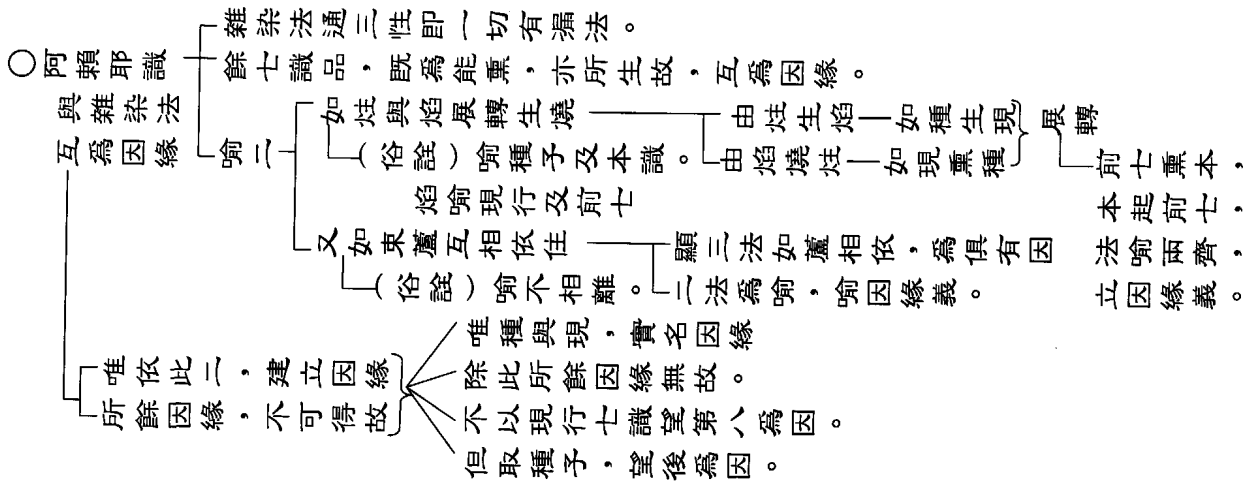 ○阿賴耶識
與雜染法
互為因緣
雜染法通三性即一切有漏法。
餘七識品，既為能熏，亦所生故，互為因緣。
喻二
如炷與焰展轉生燒
（俗詮）喻種子及本識。
焰喻現行及前七
由炷生焰—如種生現
由焰燒炷—如現熏種
展轉
前七熏本，
本起前七，
法喻兩齊，
立因緣義。
又如束蘆互相依住
（俗詮）喻不相離。
顯三法如蘆相依，為俱有因
二法為喻，喻因緣義。
唯依此二，建立因緣
所餘因緣，不可得故
唯種與現，實名因緣
除此所餘因緣無故。
不以現行七識望第八為因。
但取種子，望後為因。